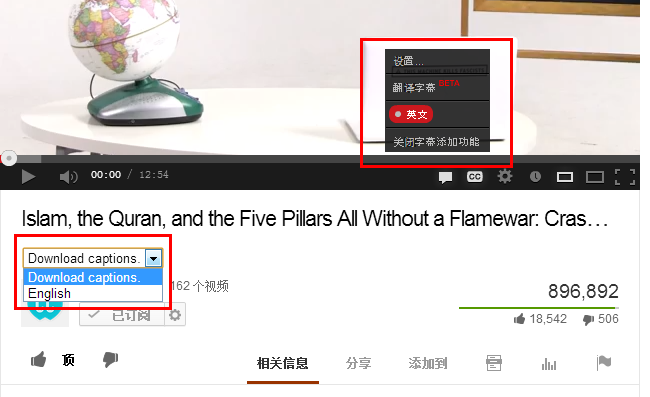 设置...
翻译字幕 BETA
英文
关闭字幕添加功能
00:00 / 12:54
CC
Islam, the Quran, and the Five Pillars All Without a Flamewar: Cras...
Download captions.
Download captions.
English
162 个视频
已订阅
896,892
18,542 506
顶
相关信息 分享 添加到